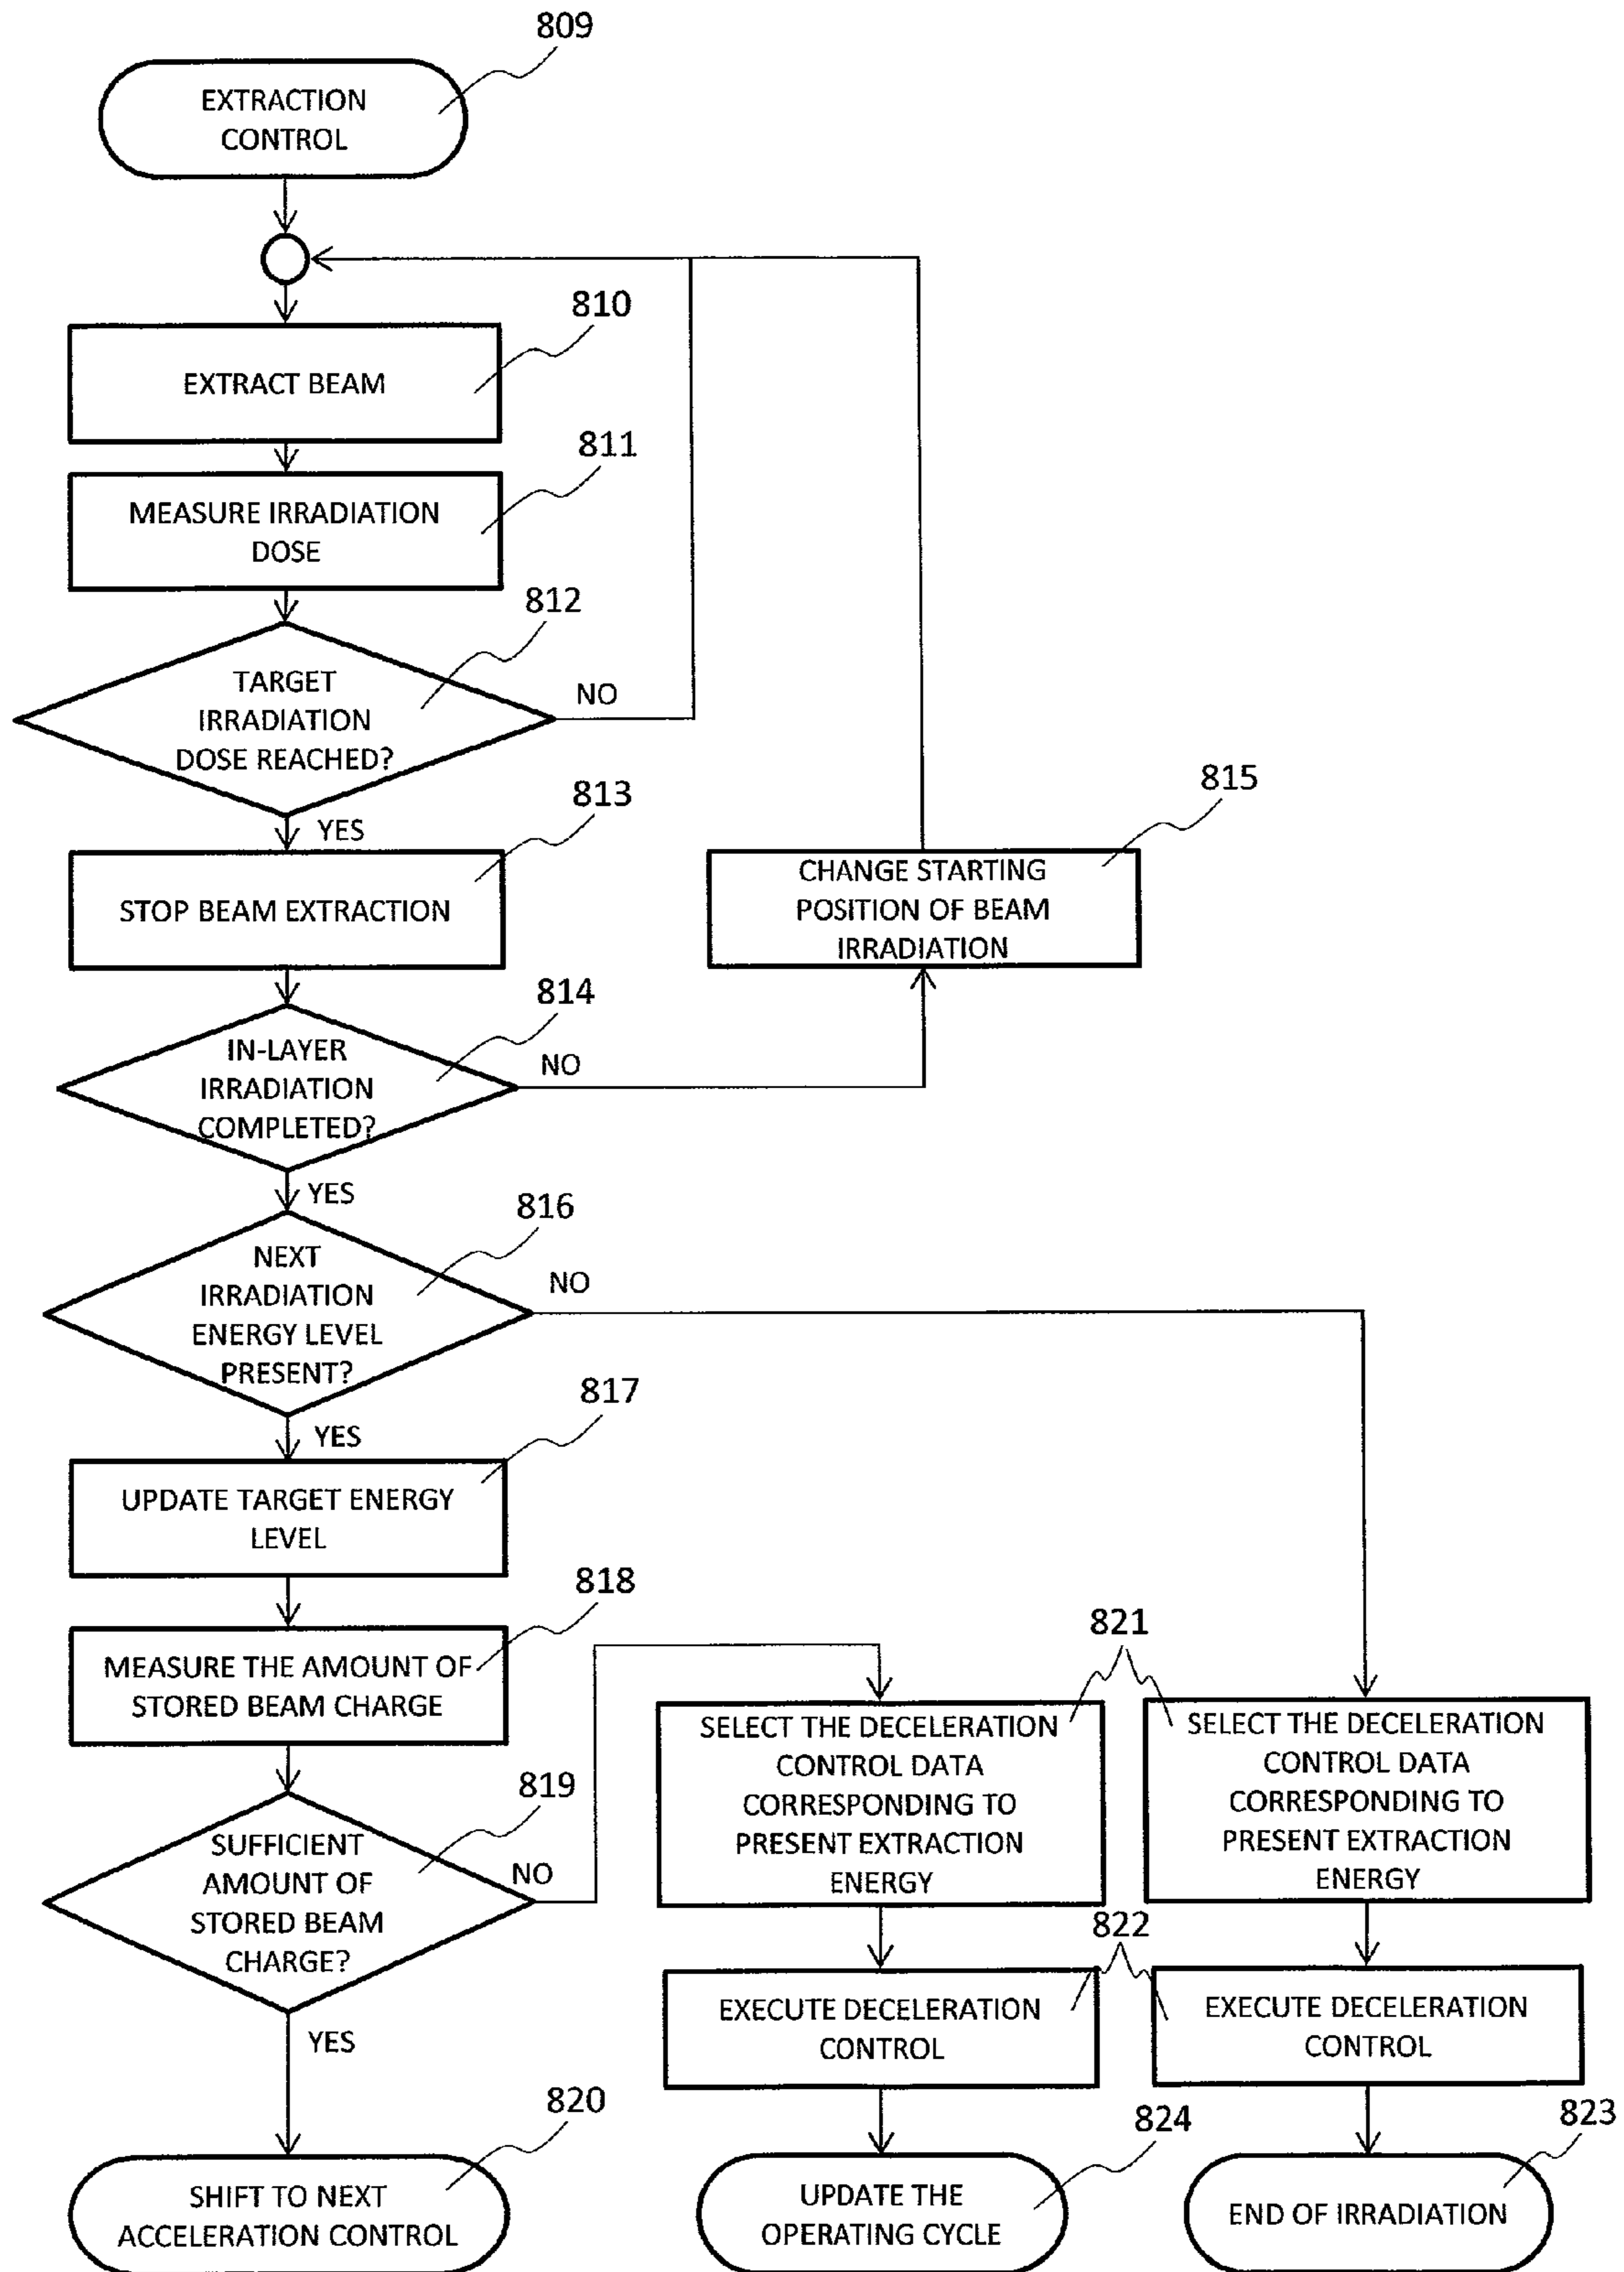 809
EXTRACTION
CONTROL
810
EXTRACT BEAM
811
MEASURE IRRADIATION
DOSE
812
TARGET
IRRADIATION
DOSE REACHED?
NO
YES
813
STOP BEAM EXTRACTION
815
CHANGE STARTING
POSITION OF BEAM
IRRADIATION
814
IN-LAYER
IRRADIATION
COMPLETED?
NO
YES
816
NEXT
IRRADIATION
ENERGY LEVEL
PRESENT?
NO
YES
817
UPDATE TARGET ENERGY
LEVEL
818
MEASURE THE AMOUNT OF
STORED BEAM CHARGE
819
SUFFICIENT
AMOUNT OF
STORED BEAM
CHARGE?
NO
YES
821
SELECT THE DECELERATION
CONTROL DATA
CORRESPONDING TO
PRESENT EXTRACTION
ENERGY
SELECT THE DECELERATION
CONTROL DATA
CORRESPONDING TO
PRESENT EXTRACTION
ENERGY
822
EXECUTE DECELERATION
CONTROL
EXECUTE DECELERATION
CONTROL
820
SHIFT TO NEXT
ACCELERATION CONTROL
824
UPDATE THE
OPERATING CYCLE
823
END OF IRRADIATION